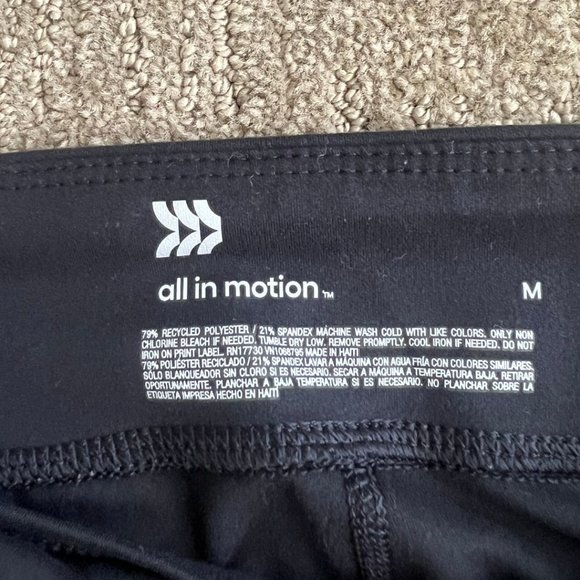 all in motion™ M
79% RECYCLED POLYESTER / 21% SPANDEX MACHINE WASH COLD WITH LIKE COLORS. ONLY NON
CHLORINE BLEACH IF NEEDED. TUMBLE DRY LOW. REMOVE PROMPTLY. COOL IRON IF NEEDED. DO NOT
IRON ON PRINT LABEL. RN17730 VN1068795 MADE IN HAITI
79% POLIÉSTER RECICLADO / 21% SPANDEX LAVAR A MÁQUINA CON AGUA FRÍA CON COLORES SIMILARES.
SÓLO BLANQUEADOR SIN CLORO SI ES NECESARIO. SECAR A MÁQUINA A TEMPERATURA BAJA. RETIRAR
OPORTUNAMENTE. PLANCHAR A BAJA TEMPERATURA SI ES NECESARIO. NO PLANCHAR SOBRE LA
ETIQUETA IMPRESA HECHO EN HAITÍ